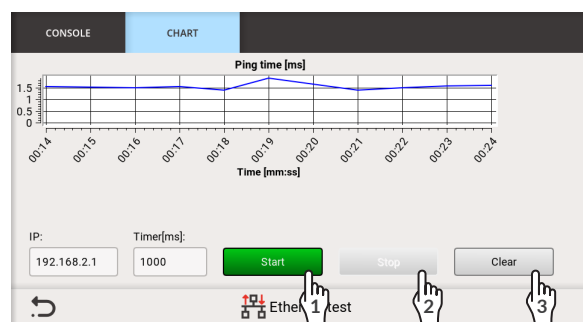 CONSOLE CHART
Ping time [ms]
1.5
1
0.5
0
00:14 00:15 00:16 00:17 00:18 00:19 00:20 00:21 00:22 00:23 00:24
Time [mm:ss]
IP: Timer[ms]:
192.168.2.1 1000 Start Stop Clear
1 test 2 3